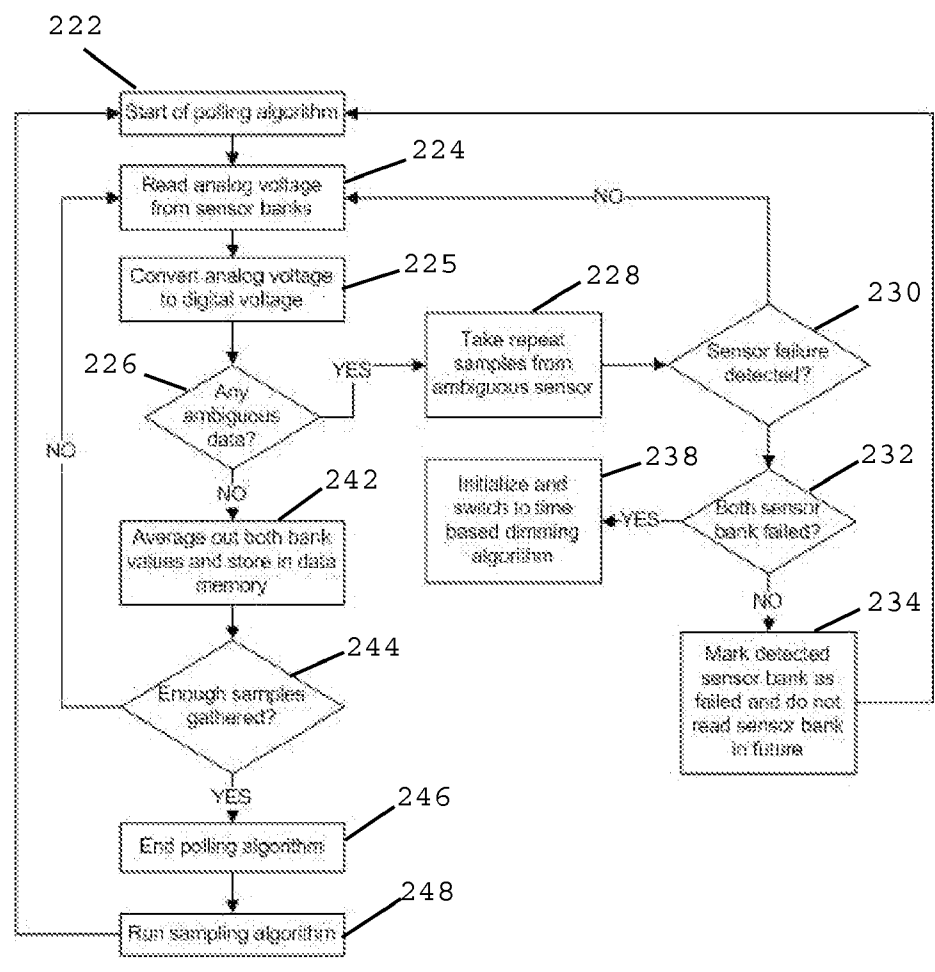 222
Start of polling algorithm
224
Read analog voltage
from sensor banks
NO
225
Convert analog voltage
to digital voltage
228
Take repeat
samples from
ambiguous sensor
230
Sensor failure
detected?
226
Any
ambiguous
data?
YES
NO
NO
238
Initialize and
switch to time
based dimming
algorithm
232
Both sensor
bank failed?
YES
NO
242
Average out both bank
values and store in data
memory
234
Mark detected
sensor bank as
failed and do not
read sensor bank
in future
244
Enough samples
gathered?
YES
246
End polling algorithm
248
Run sampling algorithm